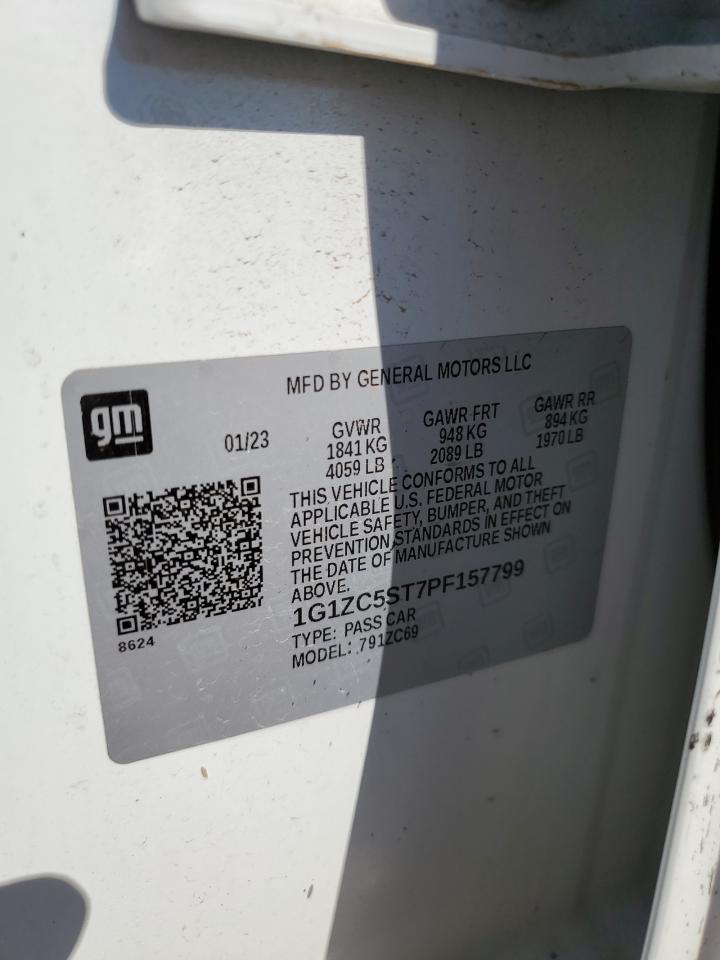 MFD BY GENERAL MOTORS LLC
gm
01/23
GVWR GAWR FRT GAWR RR
1841 KG 948 KG 894 KG
4059 LB 2089 LB 1970 LB
THIS VEHICLE CONFORMS TO ALL
APPLICABLE U.S. FEDERAL MOTOR
VEHICLE SAFETY, BUMPER, AND THEFT
PREVENTION STANDARDS IN EFFECT ON
THE DATE OF MANUFACTURE SHOWN
ABOVE.
1G1ZC5ST7PF157799
TYPE: PASS CAR
MODEL: 791ZC69
8624